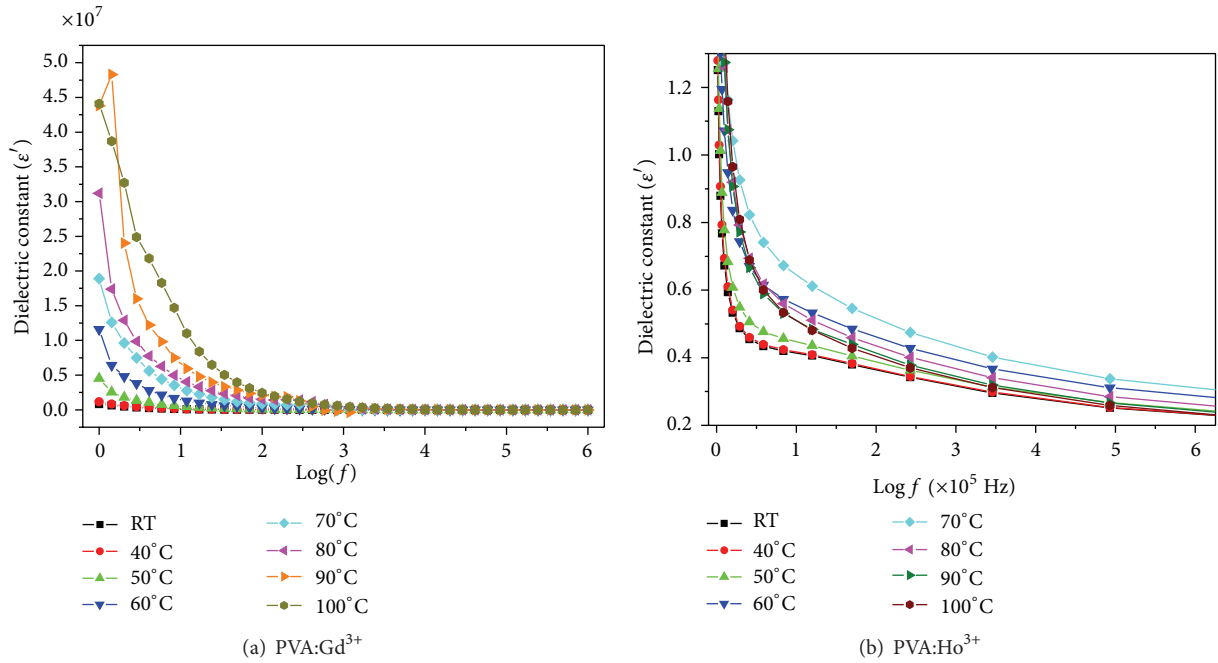 ×10⁷
5.0
4.5
4.0
3.5
3.0
2.5
2.0
1.5
1.0
0.5
0.0
Dielectric constant (ε′)
0 1 2 3 4 5 6
Log(f)
RT
40°C
50°C
60°C
70°C
80°C
90°C
100°C
(a) PVA:Gd³⁺
1.2
1.0
0.8
0.6
0.4
0.2
Dielectric constant (ε′)
0 1 2 3 4 5 6
Log f (×10⁵ Hz)
RT
40°C
50°C
60°C
70°C
80°C
90°C
100°C
(b) PVA:Ho³⁺